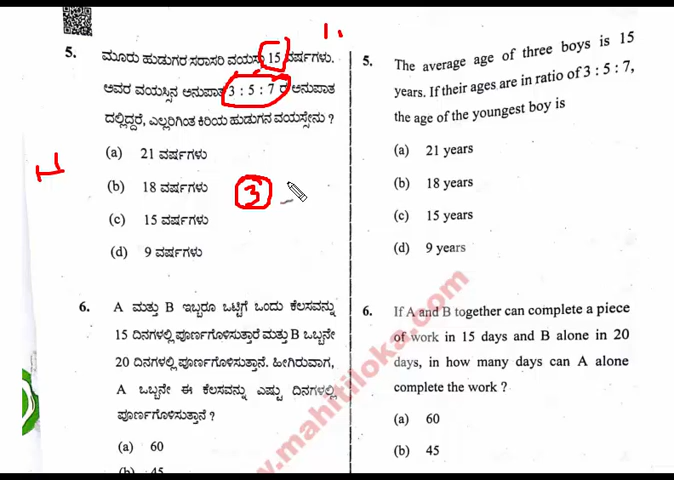 1.
5. ಮೂರು ಹುಡುಗರ ಸರಾಸರಿ ವಯಸು 15 ವರ್ಷಗಳು.
ಅವರ ವಯಸ್ಸಿನ ಅನುಪಾತ 3 : 5 : 7 ರ ಅನುಪಾತ
ದಲ್ಲಿದ್ದರೆ, ಎಲ್ಲರಿಗಿಂತ ಕಿರಿಯ ಹುಡುಗನ ವಯಸ್ಸೇನು ?
(a) 21 ವರ್ಷಗಳು
(b) 18 ವರ್ಷಗಳು
3
(c) 15 ವರ್ಷಗಳು
(d) 9 ವರ್ಷಗಳು
6. A ಮತ್ತು B ಇಬ್ಬರೂ ಒಟ್ಟಿಗೆ ಒಂದು ಕೆಲಸವನ್ನು
15 ದಿನಗಳಲ್ಲಿ ಪೂರ್ಣಗೊಳಿಸುತ್ತಾರೆ ಮತ್ತು B ಒಬ್ಬನೇ
20 ದಿನಗಳಲ್ಲಿ ಪೂರ್ಣಗೊಳಿಸುತ್ತಾನೆ. ಹೀಗಿರುವಾಗ,
A ಒಬ್ಬನೇ ಈ ಕೆಲಸವನ್ನು ಎಷ್ಟು ದಿನಗಳಲ್ಲಿ
ಪೂರ್ಣಗೊಳಿಸುತ್ತಾನೆ ?
(a) 60
(b) 45
5. The average age of three boys is 15
years. If their ages are in ratio of 3 : 5 : 7,
the age of the youngest boy is
(a) 21 years
(b) 18 years
(c) 15 years
(d) 9 years
6. If A and B together can complete a piece
of work in 15 days and B alone in 20
days, in how many days can A alone
complete the work ?
(a) 60
(b) 45
w.mahitiloka.com